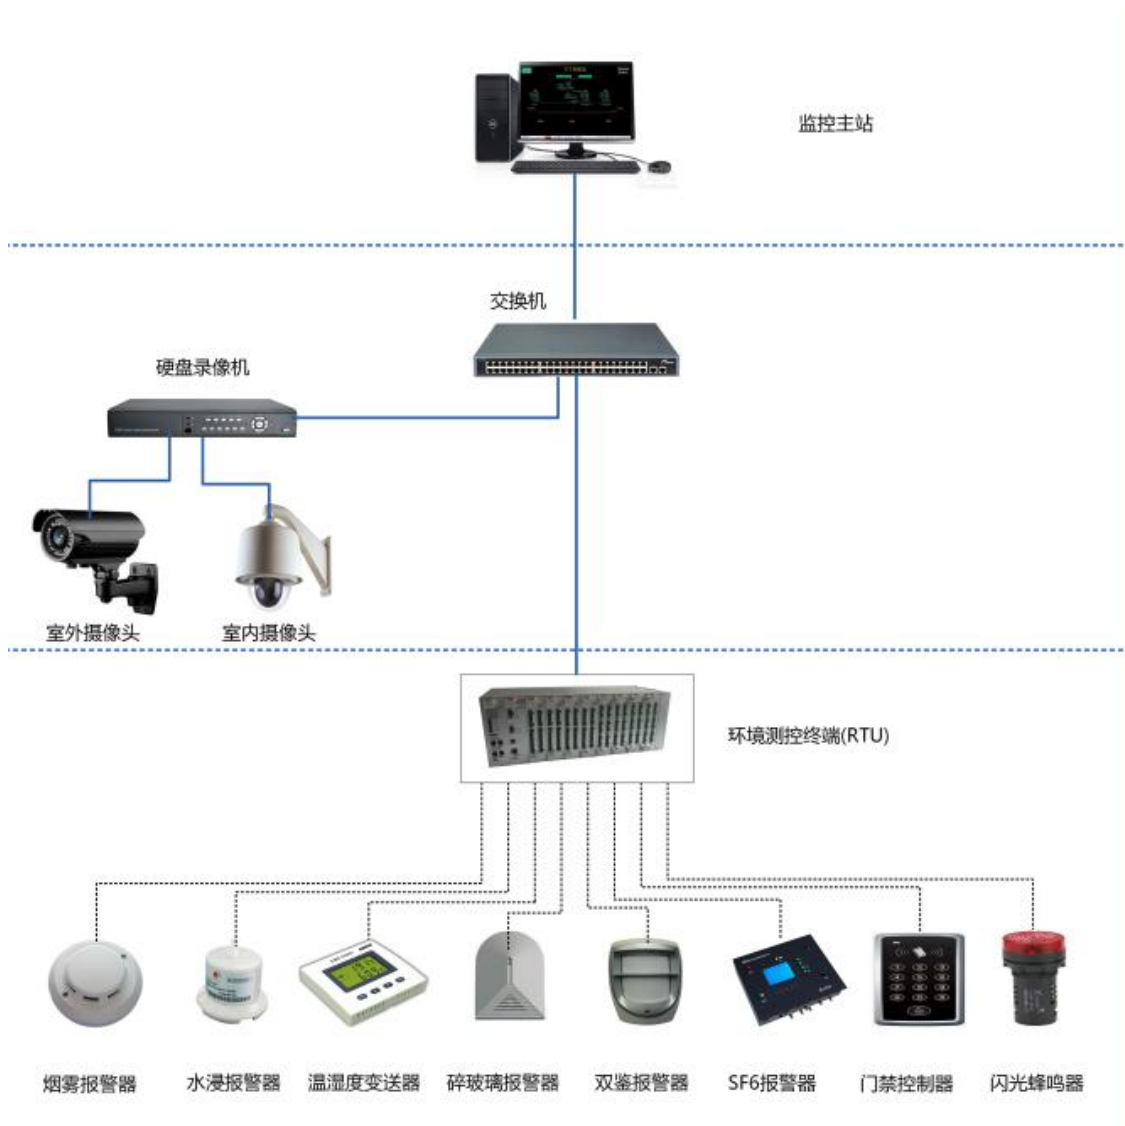 监控主站
交换机
硬盘录像机
室外摄像头
室内摄像头
环境测控终端(RTU)
烟雾报警器
水浸报警器
温湿度变送器
碎玻璃报警器
双鉴报警器
SF6报警器
门禁控制器
闪光蜂鸣器